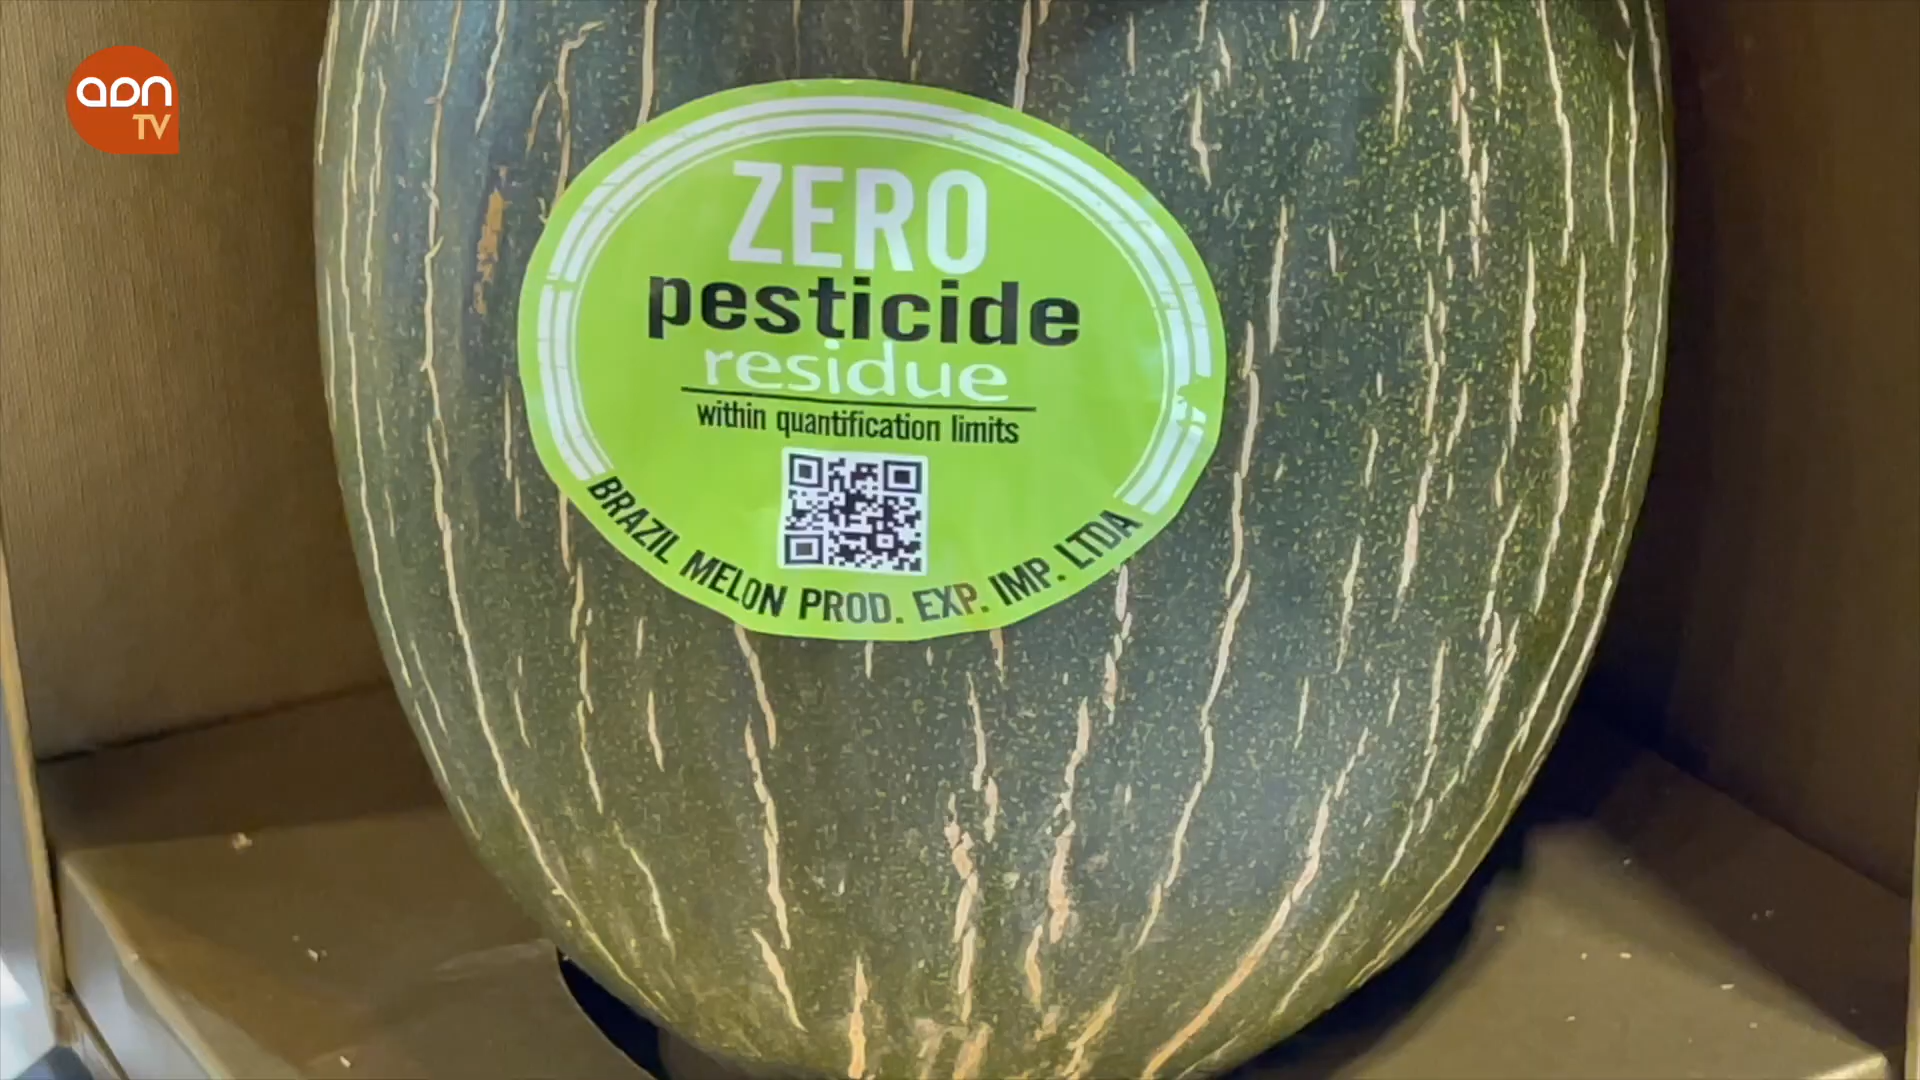 aDn
TV
ZERO
pesticide
residue
within quantification limits
BRAZIL MELON PROD. EXP. IMP. LTDA